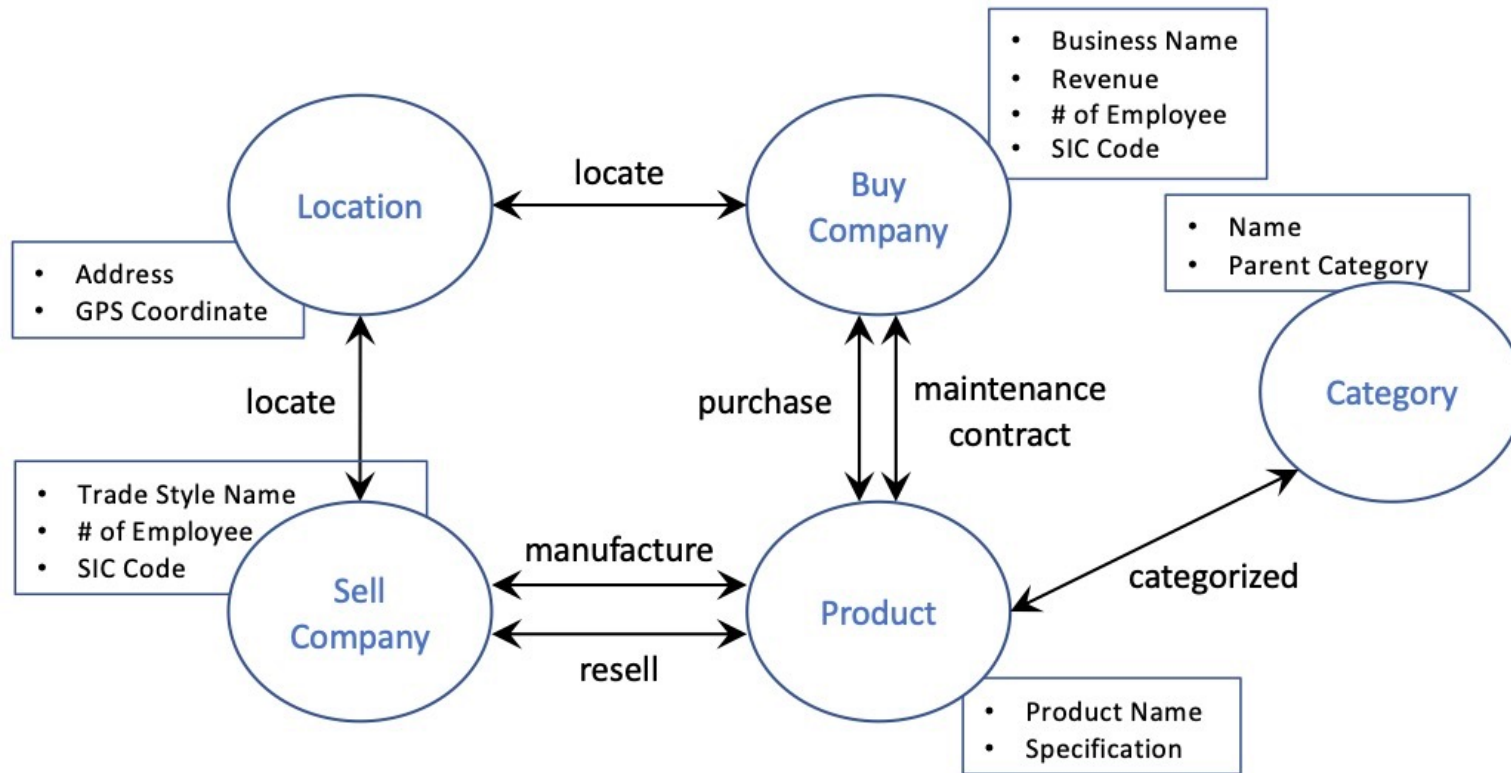 • Business Name
• Revenue
• # of Employee
• SIC Code
locate
Location
Buy
Company
• Name
• Parent Category
• Address
• GPS Coordinate
locate
purchase
maintenance
contract
Category
• Trade Style Name
• # of Employee
• SIC Code
manufacture
Sell
Company
Product
categorized
resell
• Product Name
• Specification